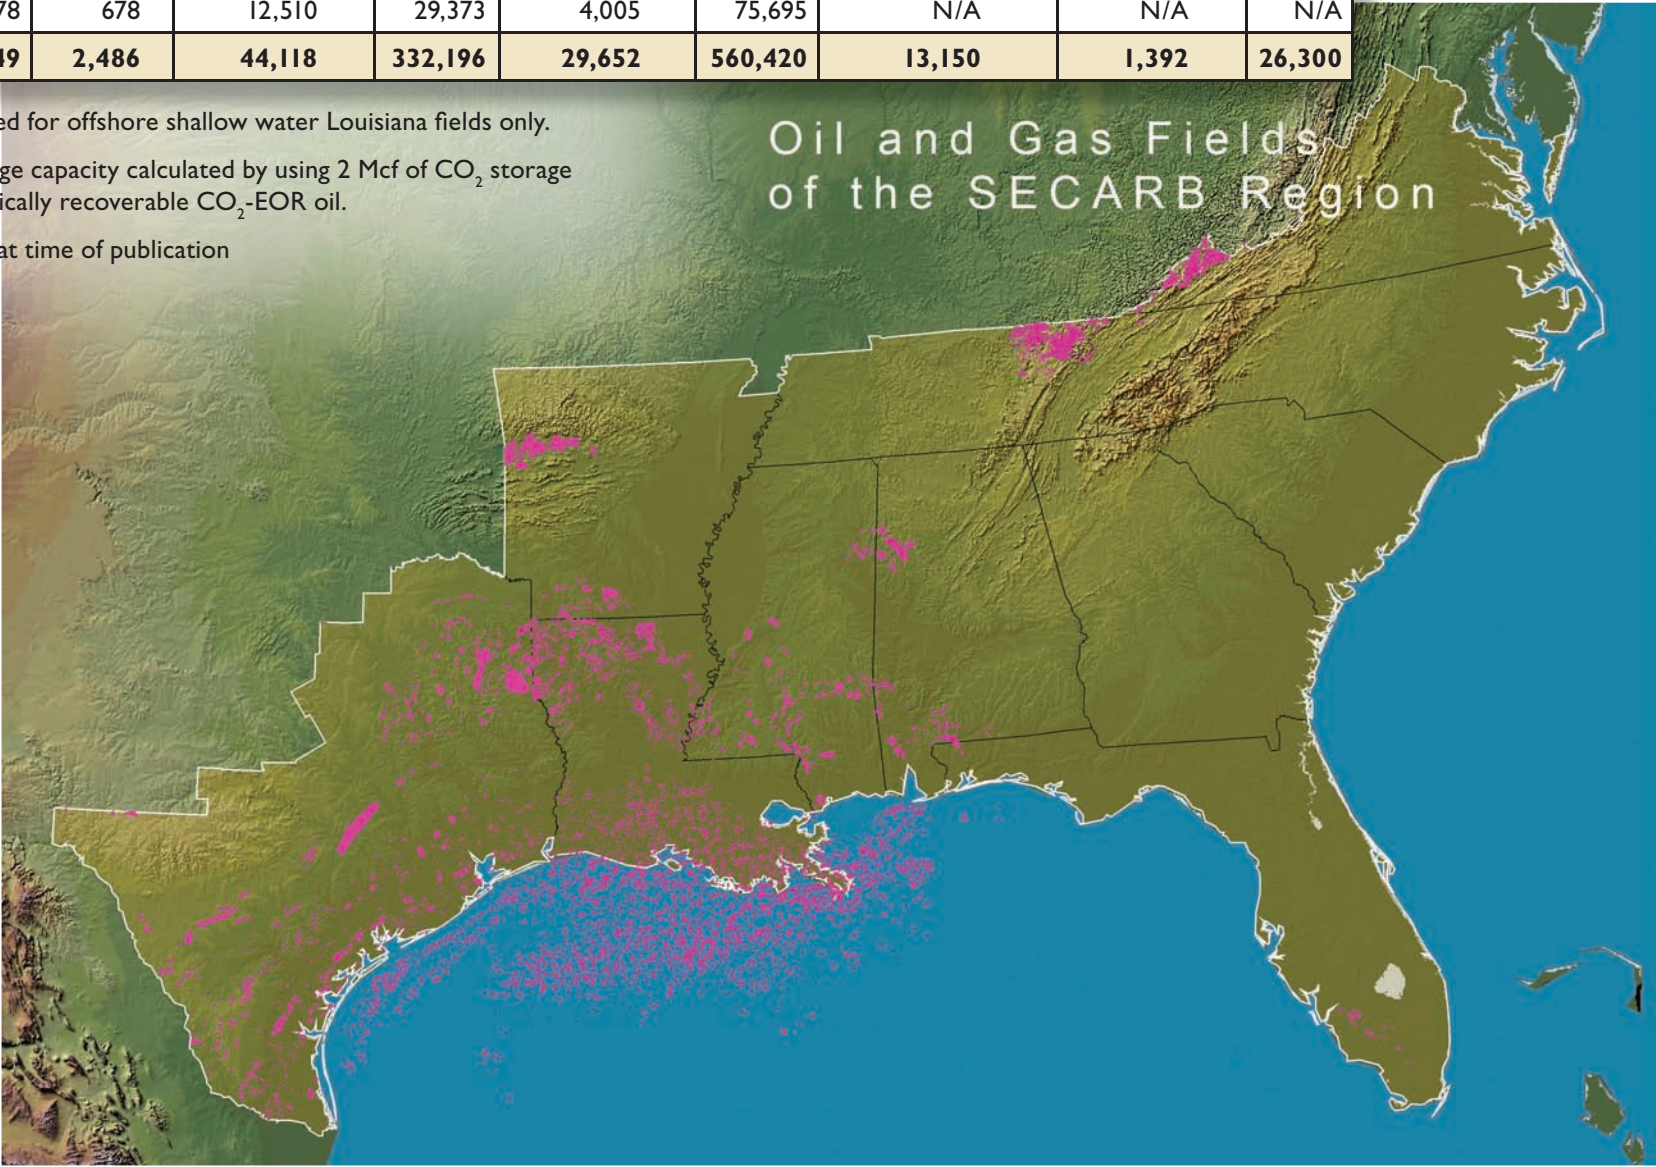 78 678 12,510 29,373 4,005 75,695 N/A N/A N/A
49 2,486 44,118 332,196 29,652 560,420 13,150 1,392 26,300
ed for offshore shallow water Louisiana fields only.
ge capacity calculated by using 2 Mcf of CO₂ storage
ically recoverable CO₂-EOR oil.
at time of publication
Oil and Gas Fields
of the SECARB Region